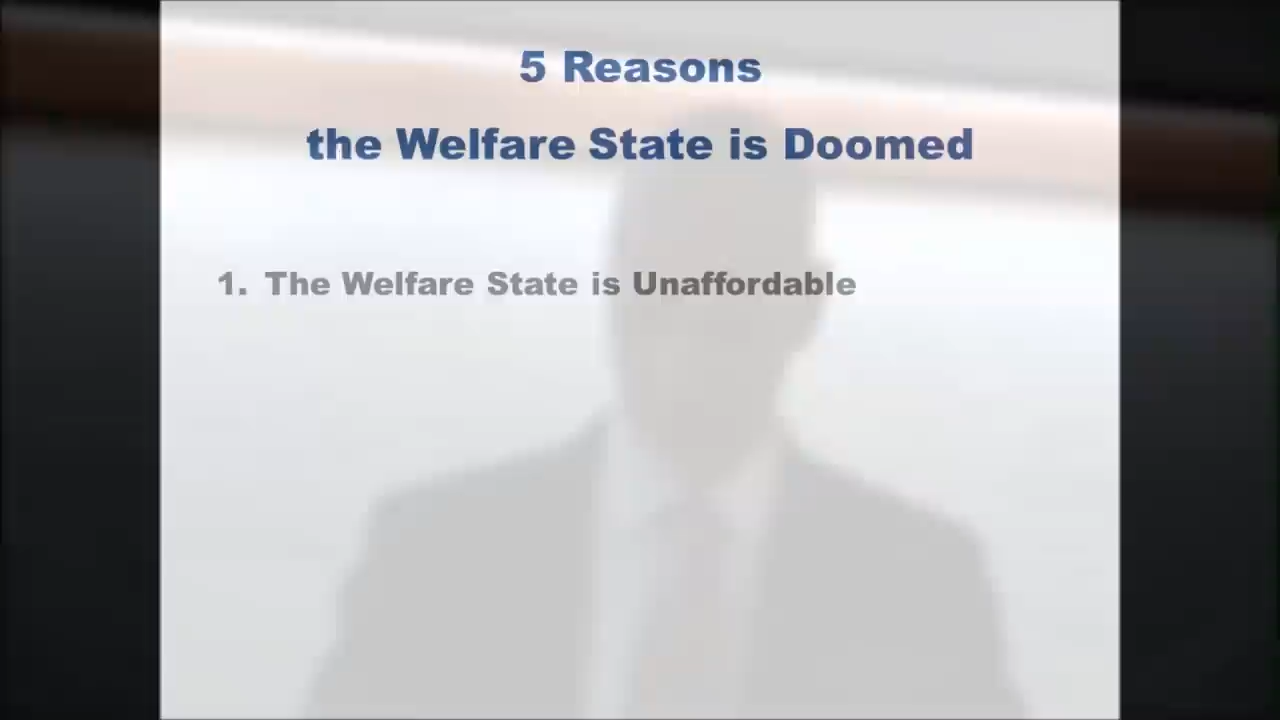 5 Reasons
the Welfare State is Doomed
1. The Welfare State is Unaffordable